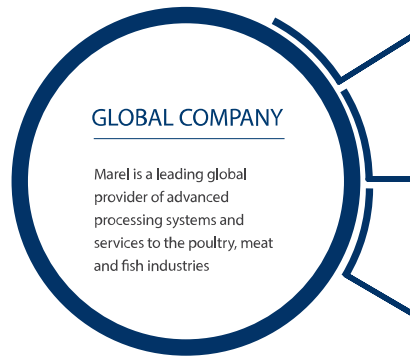 GLOBAL COMPANY
Marel is a leading global
provider of advanced
processing systems and
services to the poultry, meat
and fish industries